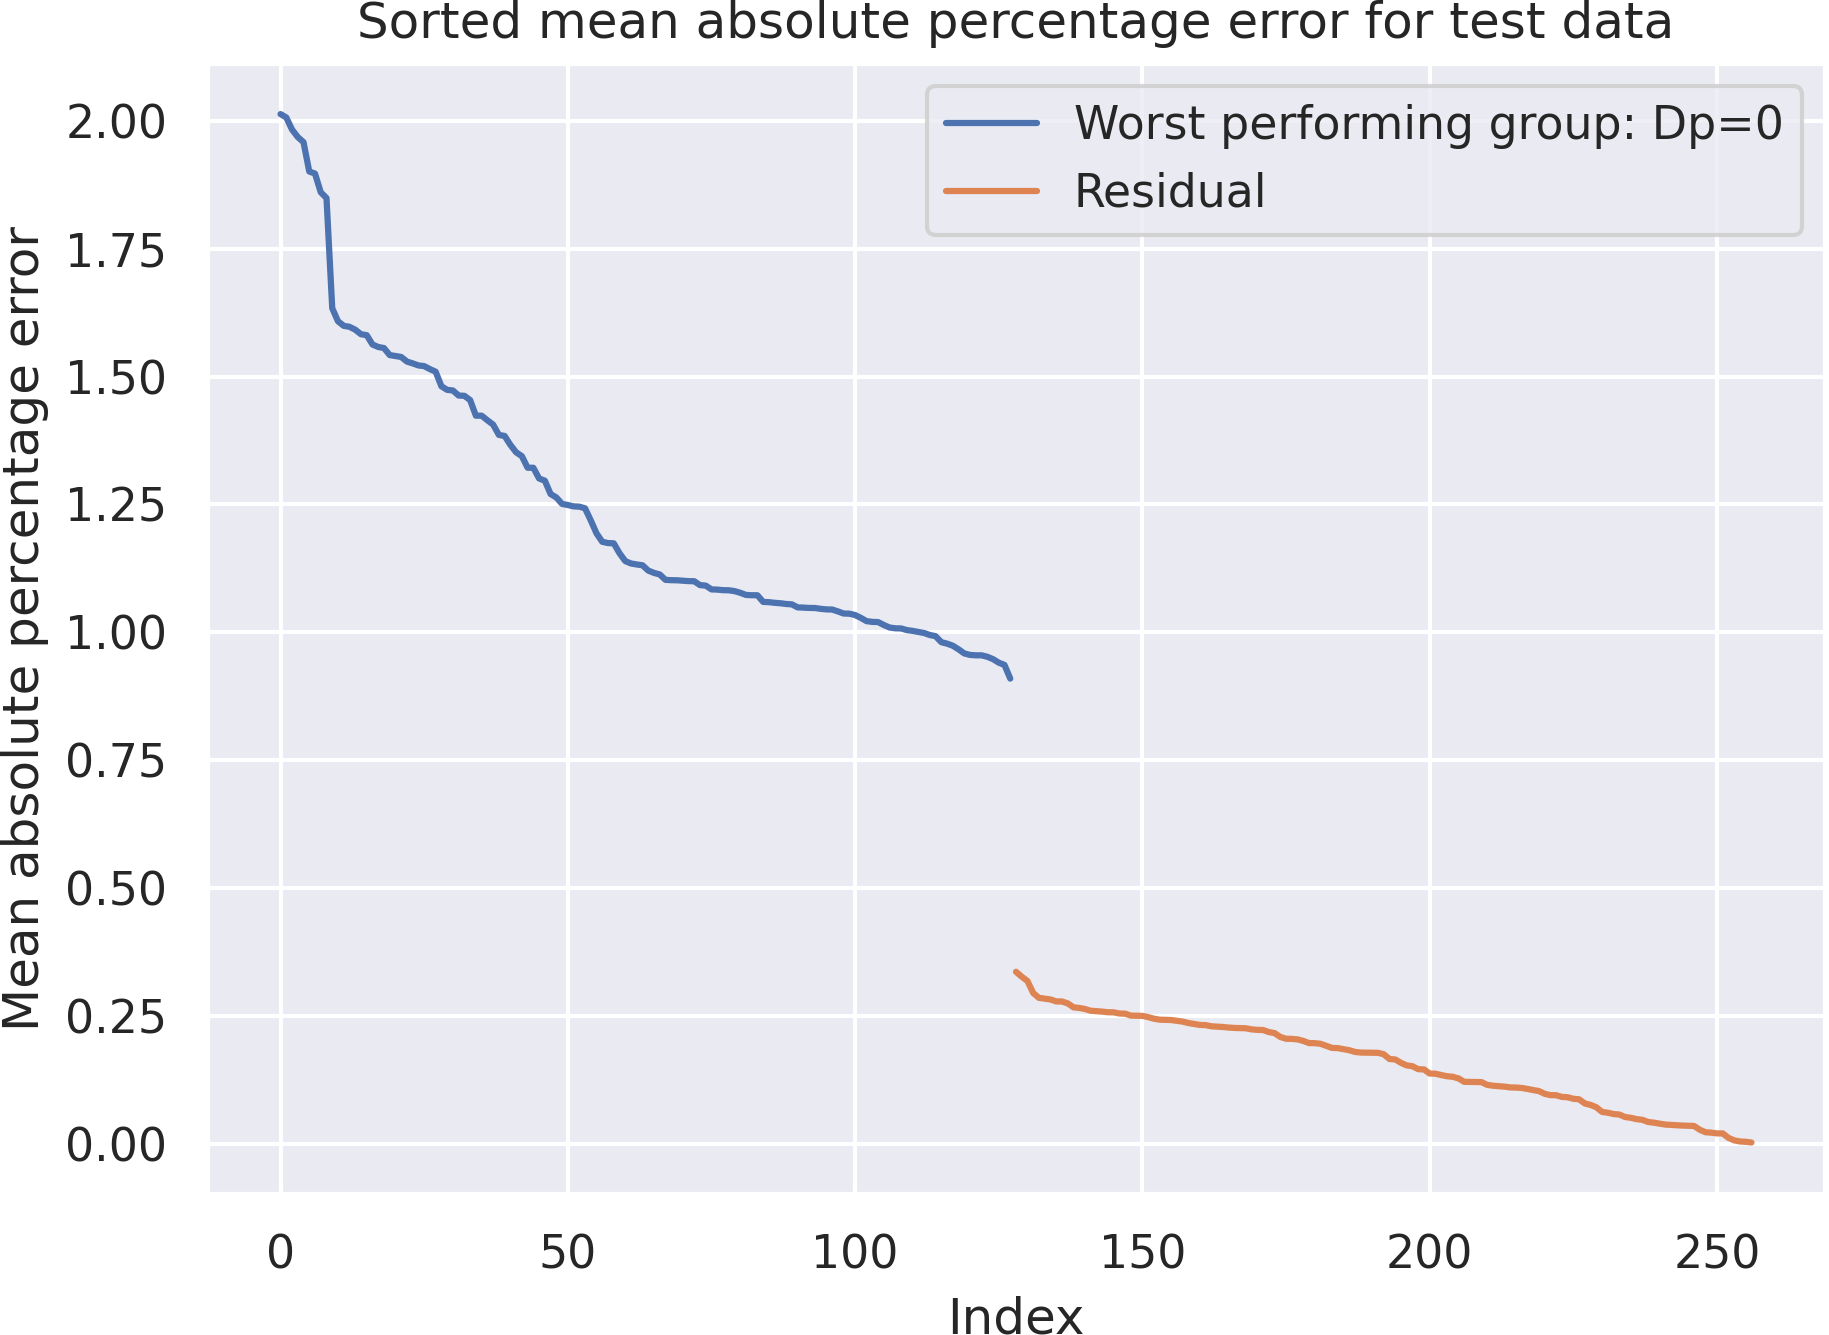 Sorted mean absolute percentage error for test data
Worst performing group: Dp=0
Residual
Mean absolute percentage error
2.00
1.75
1.50
1.25
1.00
0.75
0.50
0.25
0.00
0 50 100 150 200 250
Index